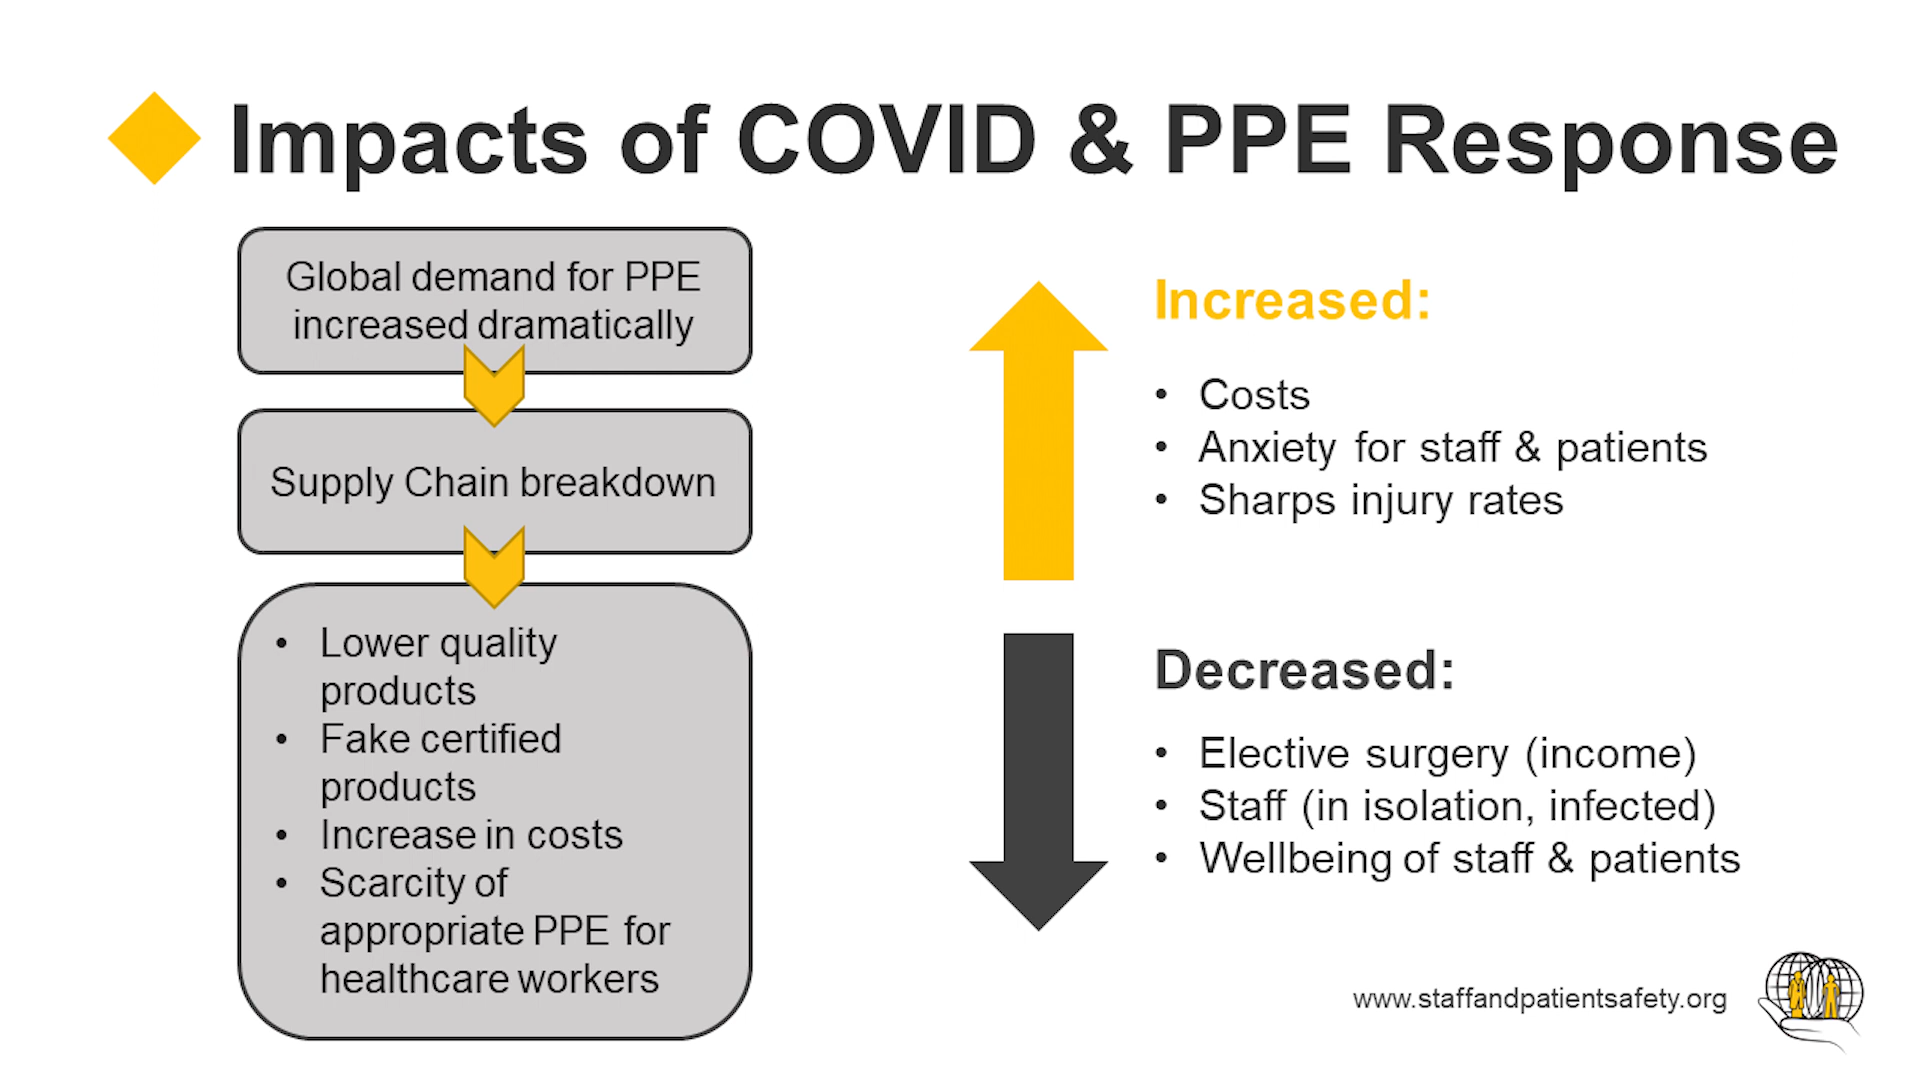 Impacts of COVID & PPE Response
Global demand for PPE
increased dramatically
Supply Chain breakdown
• Lower quality
products
• Fake certified
products
• Increase in costs
• Scarcity of
appropriate PPE for
healthcare workers
Increased:
• Costs
• Anxiety for staff & patients
• Sharps injury rates
Decreased:
• Elective surgery (income)
• Staff (in isolation, infected)
• Wellbeing of staff & patients
www.staffandpatientsafety.org